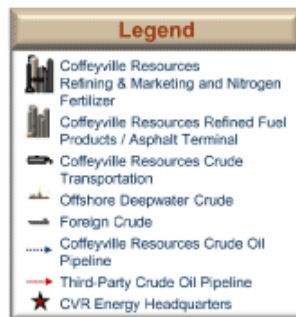 Legend
Coffeyville Resources
Refining & Marketing and Nitrogen
Fertilizer
Coffeyville Resources Refined Fuel
Products / Asphalt Terminal
Coffeyville Resources Crude
Transportation
Offshore Deepwater Crude
Foreign Crude
Coffeyville Resources Crude Oil
Pipeline
Third-Party Crude Oil Pipeline
CVR Energy Headquarters